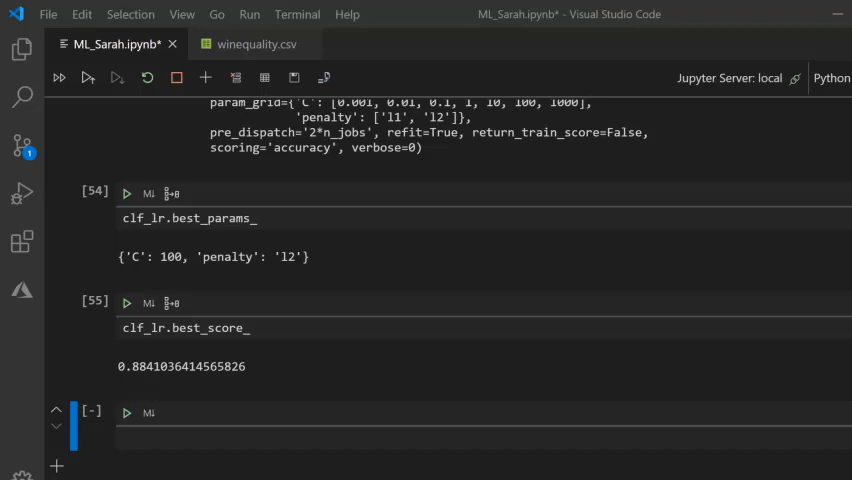 File Edit Selection View Go Run Terminal Help ML_Sarah.ipynb* - Visual Studio Code
ML_Sarah.ipynb* winequality.csv
Jupyter Server: local Python
param_grid={'C': [0.001, 0.01, 0.1, 1, 10, 100, 1000],
'penalty': ['l1', 'l2']},
pre_dispatch='2*n_jobs', refit=True, return_train_score=False,
scoring='accuracy', verbose=0)
[54] M↓
clf_lr.best_params_
{'C': 100, 'penalty': 'l2'}
[55] M↓
clf_lr.best_score_
0.8841036414565826
[-] M↓
1